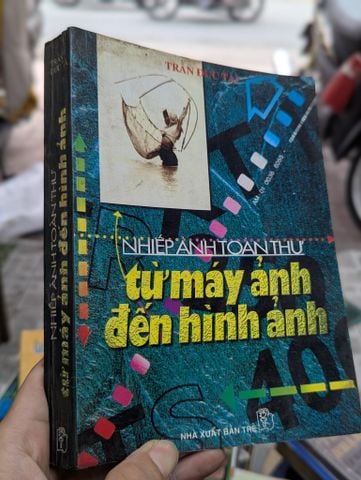 TRẦN ĐỨC TÀI
NHIẾP ẢNH TOÀN THƯ
từ máy ảnh
đến hình ảnh
NHÀ XUẤT BẢN TRẺ
NHIẾP ẢNH TOÀN THƯ
từ máy ảnh đến hình ảnh